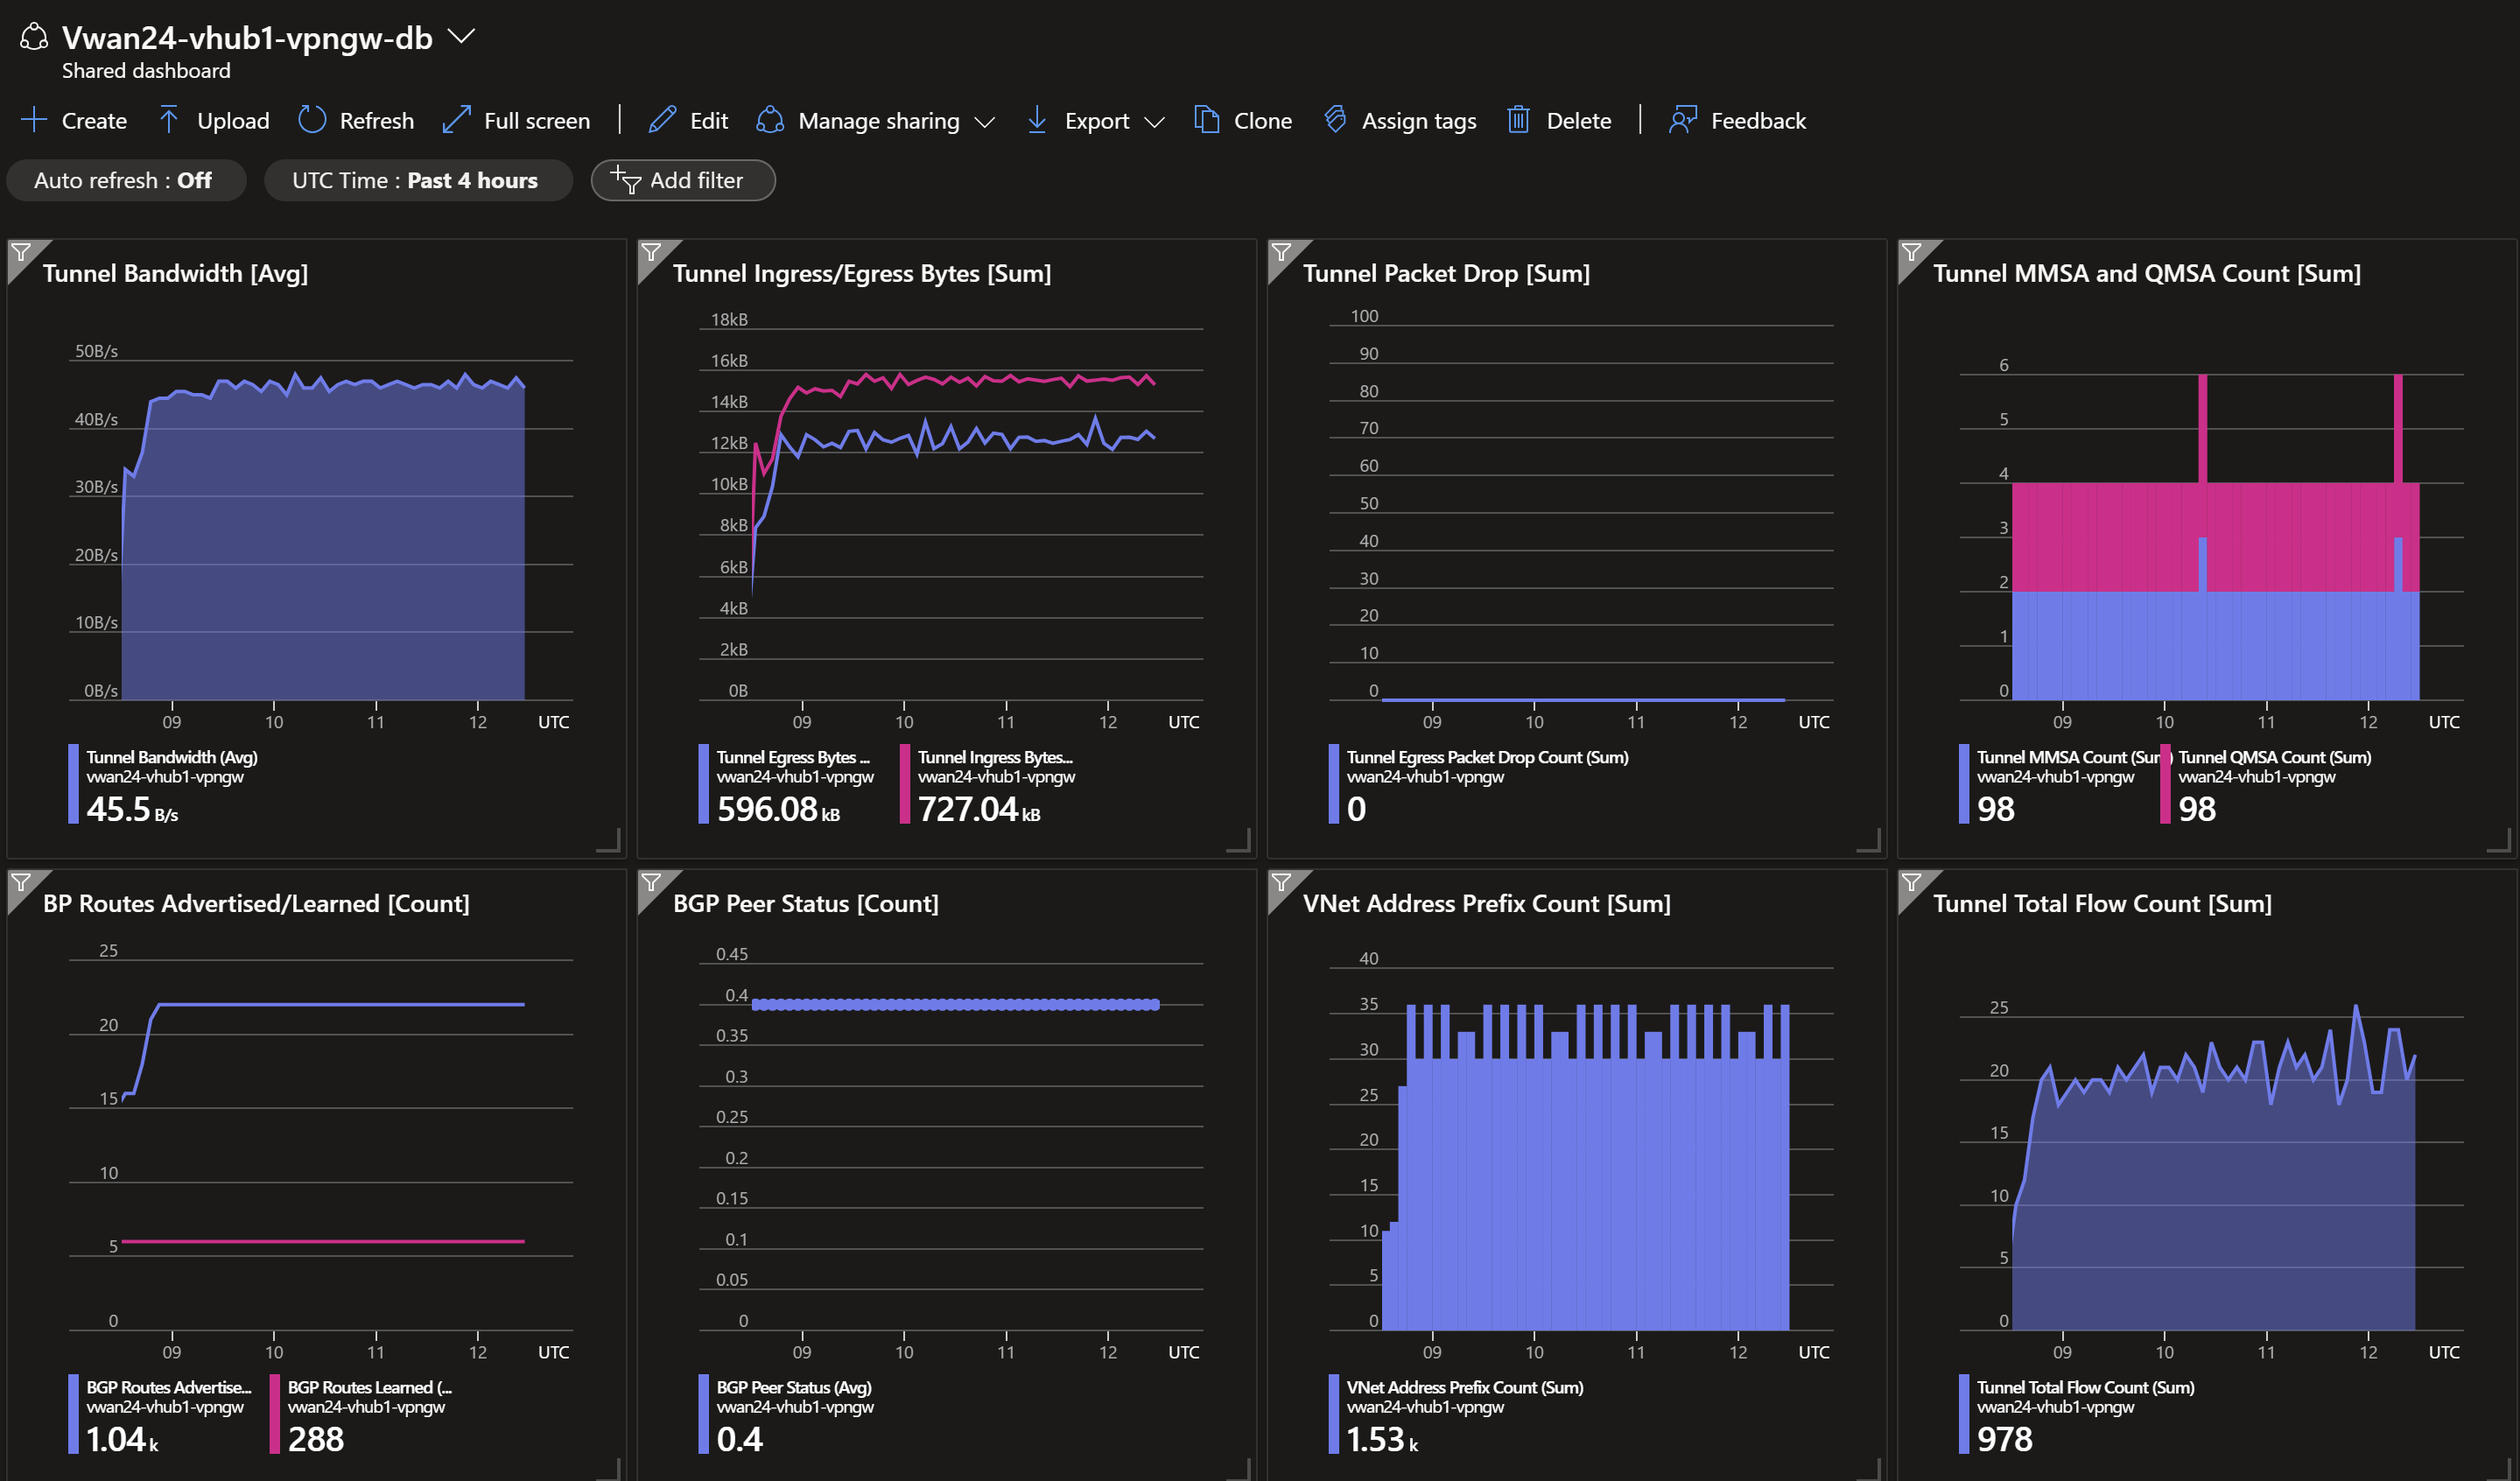 Vwan24-vhub1-vpngw-db
Shared dashboard
Create Upload Refresh Full screen Edit Manage sharing Export Clone Assign tags Delete Feedback
Auto refresh : Off UTC Time : Past 4 hours Add filter
Tunnel Bandwidth [Avg]
50B/s
40B/s
30B/s
20B/s
10B/s
0B/s
09 10 11 12 UTC
Tunnel Bandwidth (Avg)
vwan24-vhub1-vpngw
45.5 B/s
Tunnel Ingress/Egress Bytes [Sum]
18kB
16kB
14kB
12kB
10kB
8kB
6kB
4kB
2kB
0B
09 10 11 12 UTC
Tunnel Egress Bytes ... Tunnel Ingress Bytes...
vwan24-vhub1-vpngw vwan24-vhub1-vpngw
596.08 kB 727.04 kB
Tunnel Packet Drop [Sum]
100
90
80
70
60
50
40
30
20
10
0
09 10 11 12 UTC
Tunnel Egress Packet Drop Count (Sum)
vwan24-vhub1-vpngw
0
Tunnel MMSA and QMSA Count [Sum]
6
5
4
3
2
1
0
09 10 11 12 UTC
Tunnel MMSA Count (Sum) Tunnel QMSA Count (Sum)
vwan24-vhub1-vpngw vwan24-vhub1-vpngw
98 98
BP Routes Advertised/Learned [Count]
25
20
15
10
5
0
09 10 11 12 UTC
BGP Routes Advertise... BGP Routes Learned (...
vwan24-vhub1-vpngw vwan24-vhub1-vpngw
1.04 k 288
BGP Peer Status [Count]
0.45
0.4
0.35
0.3
0.25
0.2
0.15
0.1
0.05
0
09 10 11 12 UTC
BGP Peer Status (Avg)
vwan24-vhub1-vpngw
0.4
VNet Address Prefix Count [Sum]
40
35
30
25
20
15
10
5
0
09 10 11 12 UTC
VNet Address Prefix Count (Sum)
vwan24-vhub1-vpngw
1.53 k
Tunnel Total Flow Count [Sum]
25
20
15
10
5
0
09 10 11 12 UTC
Tunnel Total Flow Count (Sum)
vwan24-vhub1-vpngw
978